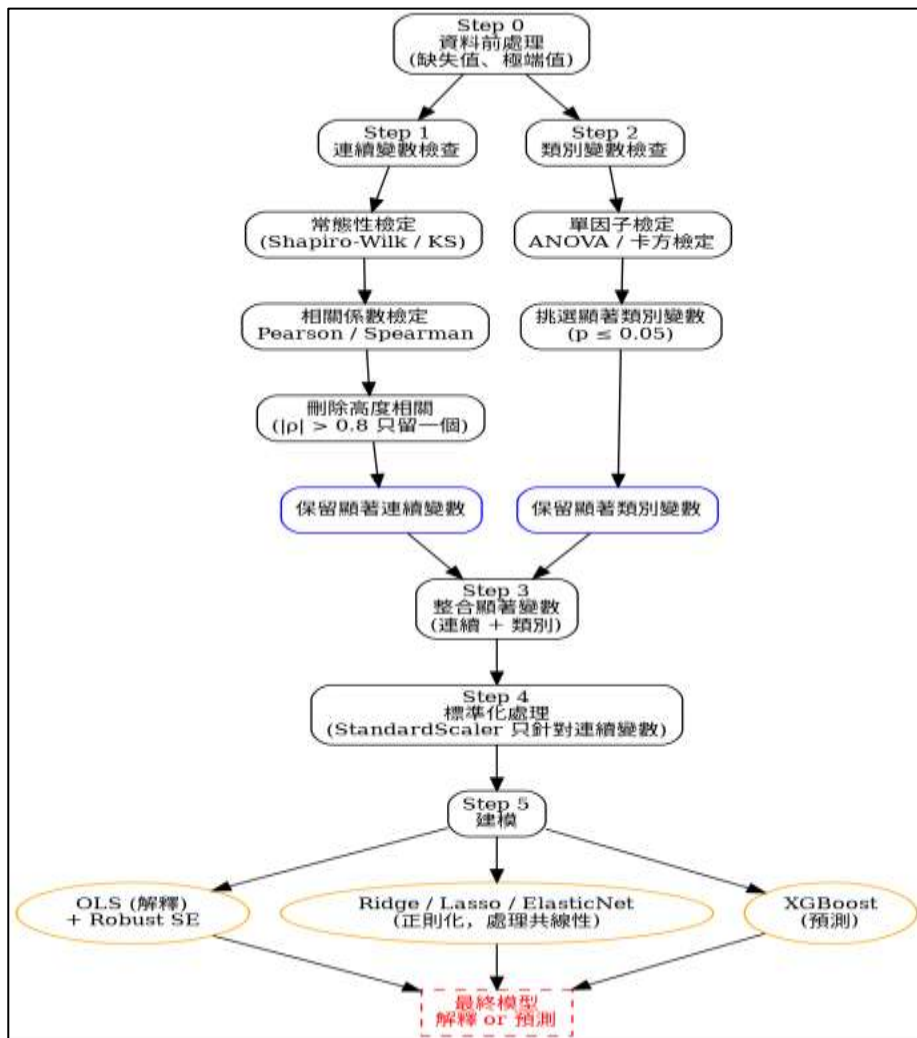 Step 0
資料前處理
(缺失值、極端值)
Step 1
連續變數檢查
Step 2
類別變數檢查
常態性檢定
(Shapiro-Wilk / KS)
單因子檢定
ANOVA / 卡方檢定
相關係數檢定
Pearson / Spearman
挑選顯著類別變數
(p ≤ 0.05)
刪除高度相關
(|ρ| > 0.8 只留一個)
保留顯著連續變數
保留顯著類別變數
Step 3
整合顯著變數
(連續 + 類別)
Step 4
標準化處理
(StandardScaler 只針對連續變數)
Step 5
建模
OLS (解釋)
+ Robust SE
Ridge / Lasso / ElasticNet
(正則化, 處理共線性)
XGBoost
(預測)
最終模型
解釋 or 預測